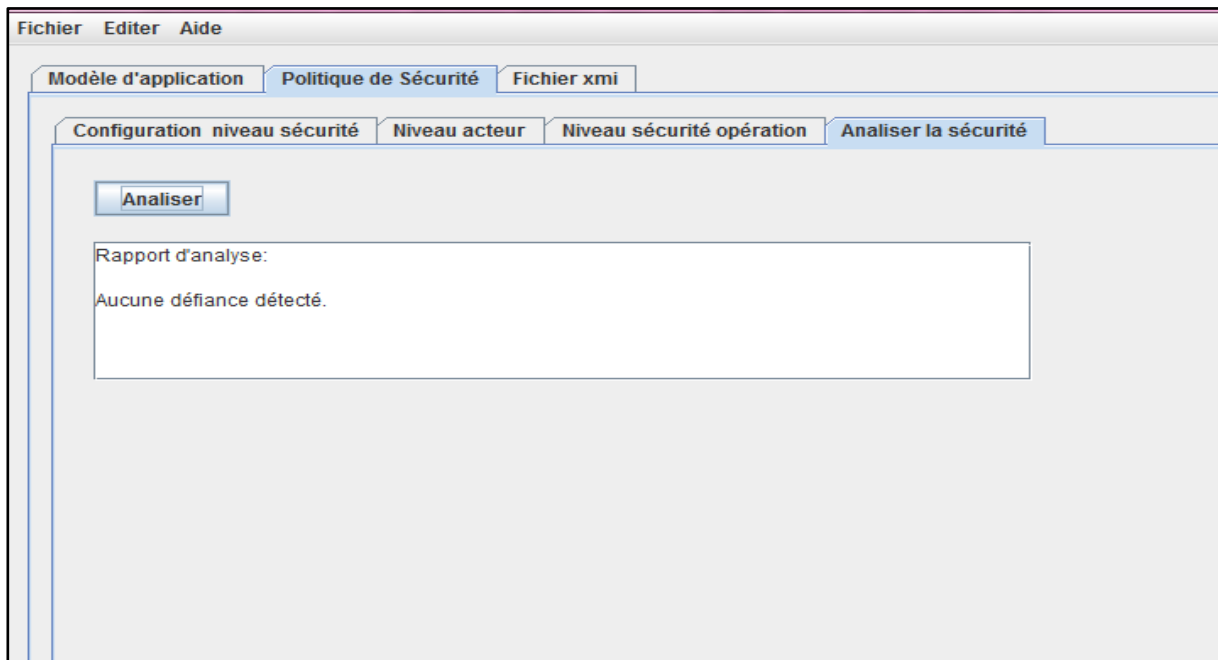 Fichier Editer Aide
Modèle d'application Politique de Sécurité Fichier xmi
Configuration niveau sécurité Niveau acteur Niveau sécurité opération Analiser la sécurité
Analiser
Rapport d'analyse:
Aucune défiance détecté.